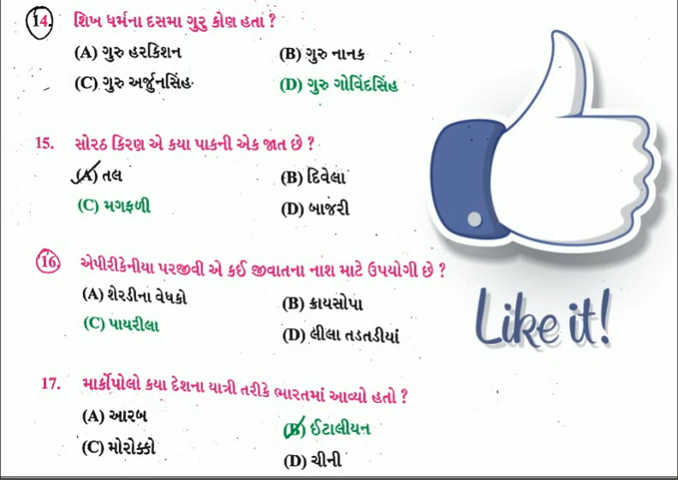 14. શિખ ધર્મના દસમા ગુરુ કોણ હતા ?
(A) ગુરુ હરકિશન (B) ગુરુ નાનક
(C) ગુરુ અર્જુનસિંહ (D) ગુરુ ગોવિંદસિંહ
15. સોરઠ કિરણ એ કયા પાકની એક જાત છે ?
(A) તલ (B) દિવેલા
(C) મગફળી (D) બાજરી
16. એપીરીકેનીયા પરજીવી એ કઈ જીવાતના નાશ માટે ઉપયોગી છે ?
(A) શેરડીના વેધકો (B) ક્રાયસોપા
(C) પાયરીલા (D) લીલા તડતડીયાં
Like it!
17. માર્કોપોલો કયા દેશના યાત્રી તરીકે ભારતમાં આવ્યો હતો ?
(A) આરબ (B) ઈટાલીયન
(C) મોરોક્કો (D) ચીની